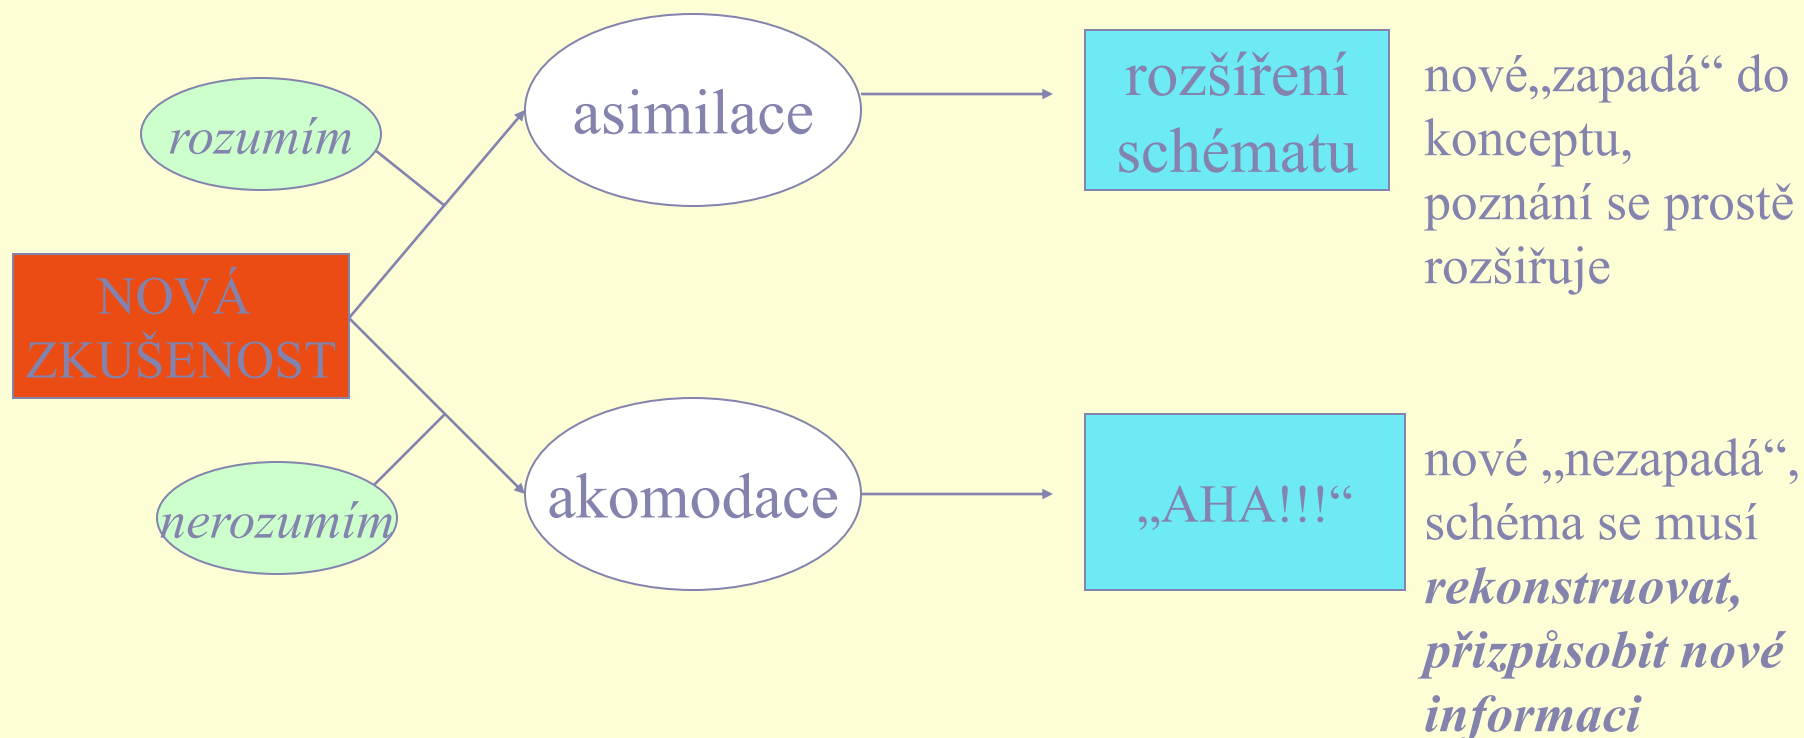 rozumím
NOVÁ
ZKUŠENOST
nerozumím
asimilace
akomodace
rozšíření
schématu
nové„zapadá“ do
konceptu,
poznání se prostě
rozšiřuje
„AHA!!!“
nové „nezapadá“,
schéma se musí
rekonstruovat,
přizpůsobit nové
informaci